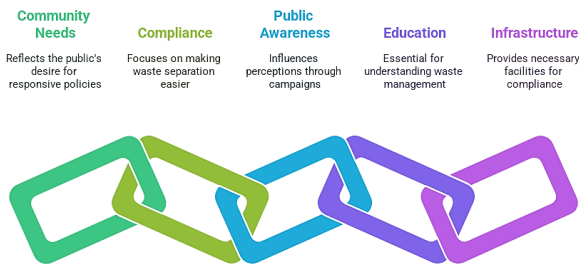 Community
Needs
Reflects the public's
desire for
responsive policies
Compliance
Focuses on making
waste separation
easier
Public
Awareness
Influences
perceptions through
campaigns
Education
Essential for
understanding waste
management
Infrastructure
Provides necessary
facilities for
compliance